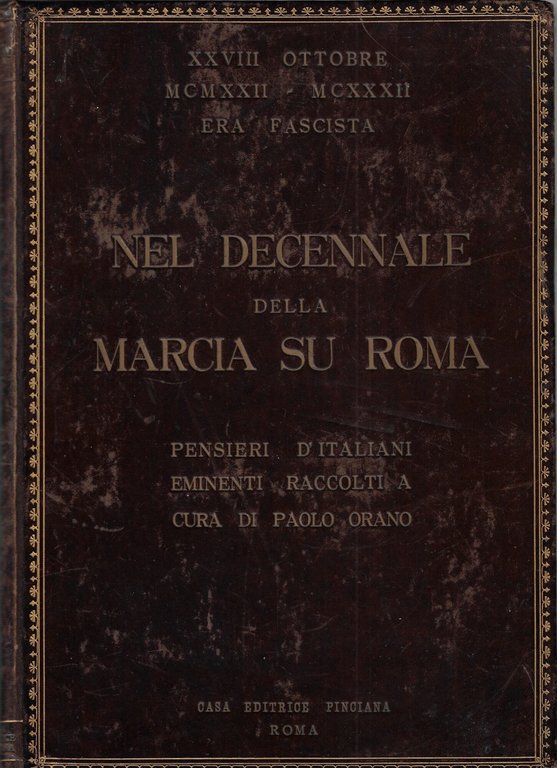 XXVIII OTTOBRE
MCMXXII - MCXXXII
ERA FASCISTA
NEL DECENNALE
DELLA
MARCIA SU ROMA
PENSIERI D'ITALIANI
EMINENTI RACCOLTI A
CURA DI PAOLO ORANO
CASA EDITRICE PINCIANA
ROMA